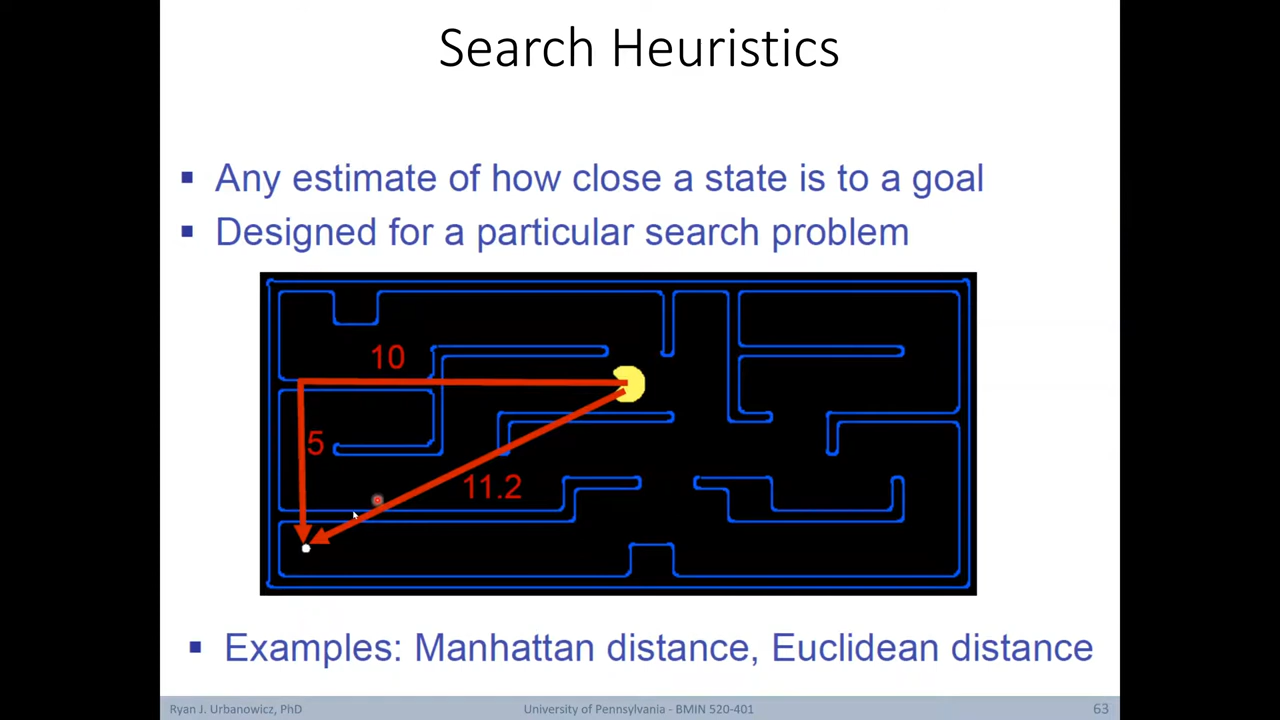 Search Heuristics
▪ Any estimate of how close a state is to a goal
▪ Designed for a particular search problem
10
5
11.2
▪ Examples: Manhattan distance, Euclidean distance
Ryan J. Urbanowicz, PhD
University of Pennsylvania - BMIN 520-401
63